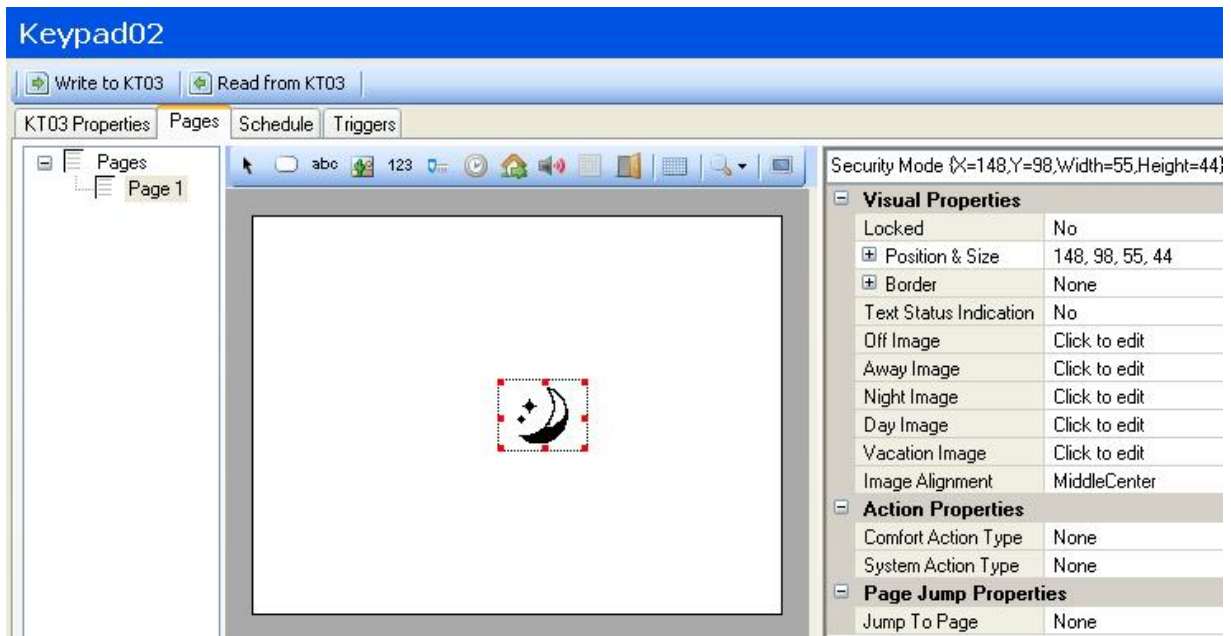 Keypad02
Write to KT03 Read from KT03
KT03 Properties Pages Schedule Triggers
Pages
Page 1
abc 123
Security Mode {X=148,Y=98,Width=55,Height=44}
Visual Properties
Locked No
Position & Size 148, 98, 55, 44
Border None
Text Status Indication No
Off Image Click to edit
Away Image Click to edit
Night Image Click to edit
Day Image Click to edit
Vacation Image Click to edit
Image Alignment MiddleCenter
Action Properties
Comfort Action Type None
System Action Type None
Page Jump Properties
Jump To Page None